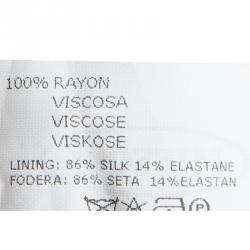 100% RAYON
VISCOSA
VISCOSE
VISKOSE
LINING: 86% SILK 14% ELASTANE
FODERA: 86% SETA 14%ELASTAN
P